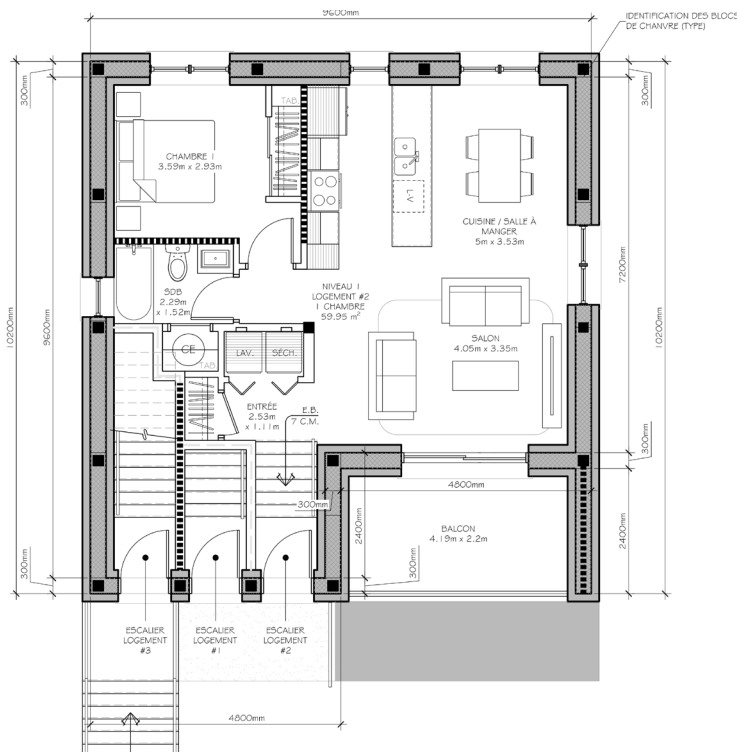 9600mm
IDENTIFICATION DES BLOCS
DE CHANVRE (TYPE)
300mm
300mm
TAB.
CHAMBRE 1
3.59m x 2.93m
L-V
CUISINE / SALLE À
MANGER
5m x 3.53m
7200mm
SDB
2.29m
x 1.52m
NIVEAU 1
LOGEMENT #2
1 CHAMBRE
59.95 m²
10200mm
9600mm
10200mm
CE
TAB.
LAV.
SÉCH.
SALON
4.05m x 3.35m
ENTRÉE
2.53m
x 1.11m
E.B.
7 C.M.
300mm
4800mm
300mm
2400mm
BALCON
4.19m x 2.2m
2400mm
300mm
300mm
ESCALIER
LOGEMENT
#3
ESCALIER
LOGEMENT
#1
ESCALIER
LOGEMENT
#2
4800mm